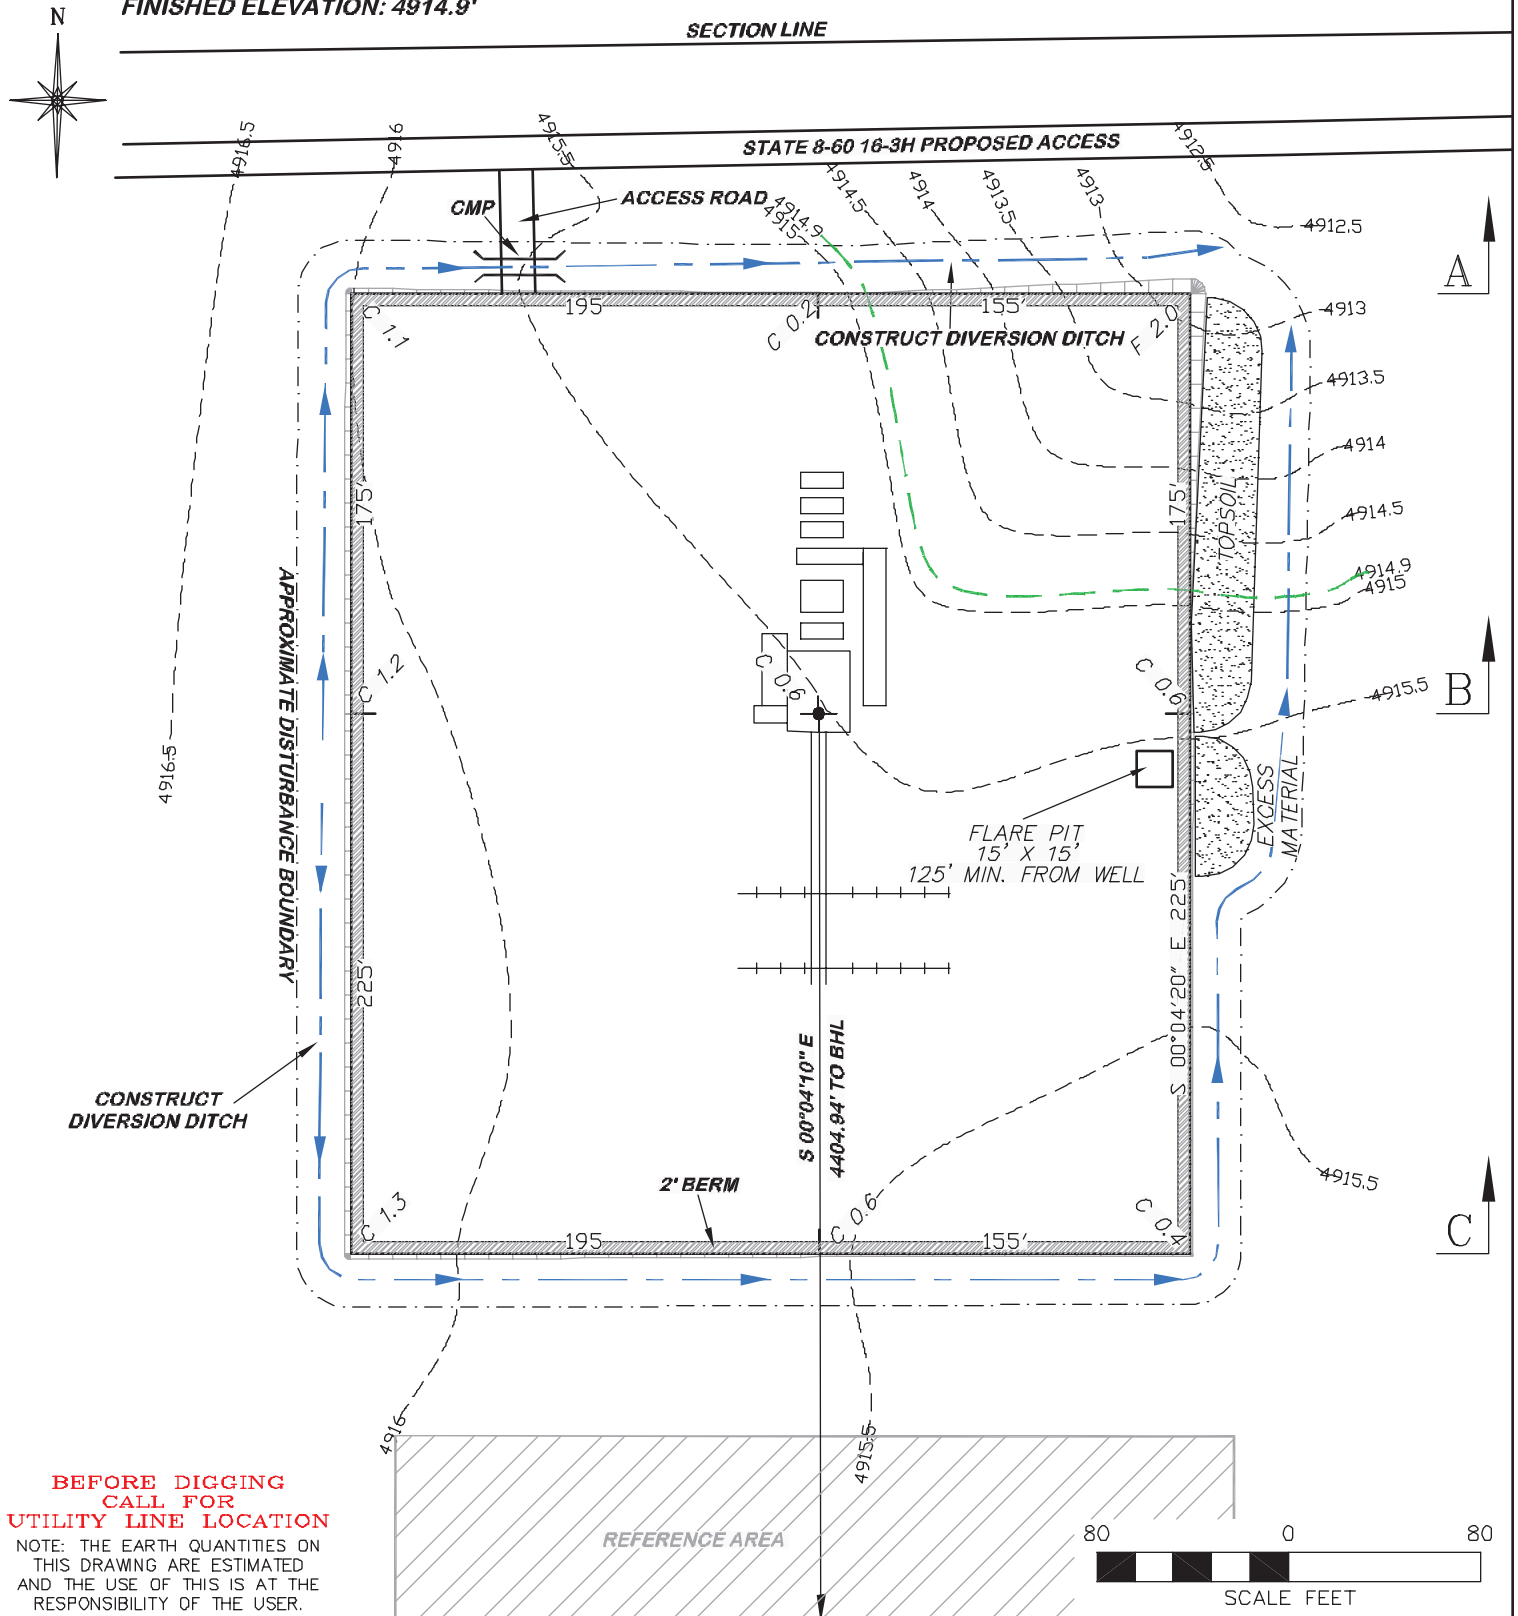 FINISHED ELEVATION: 4914.9'
N
SECTION LINE
STATE 8-60 16-3H PROPOSED ACCESS
4916.5
4916
4915.5
4912.5
4914.5
4914
4913.5
4913
4912.5
CMP
ACCESS ROAD
4914.9
4915
A
195
155'
C 1.1
C 0.2
F 2.0
CONSTRUCT DIVERSION DITCH
4913
4913.5
4914
4914.5
4914.9
4915
175'
175'
TOPSOIL
APPROXIMATE DISTURBANCE BOUNDARY
C 1.2
C 0.6
C 0.6
4915.5
B
4916.5
EXCESS
MATERIAL
FLARE PIT
15' X 15'
125' MIN. FROM WELL
225'
S 00°04'20" E 225'
S 00°04'10" E
4404.94' TO BHL
CONSTRUCT
DIVERSION DITCH
2' BERM
4915.5
C 1.3
C 0.6
C 0.4
C
195
155'
4916
4915.5
BEFORE DIGGING
CALL FOR
UTILITY LINE LOCATION
NOTE: THE EARTH QUANTITIES ON
THIS DRAWING ARE ESTIMATED
AND THE USE OF THIS IS AT THE
RESPONSIBILITY OF THE USER.
REFERENCE AREA
80 0 80
SCALE FEET